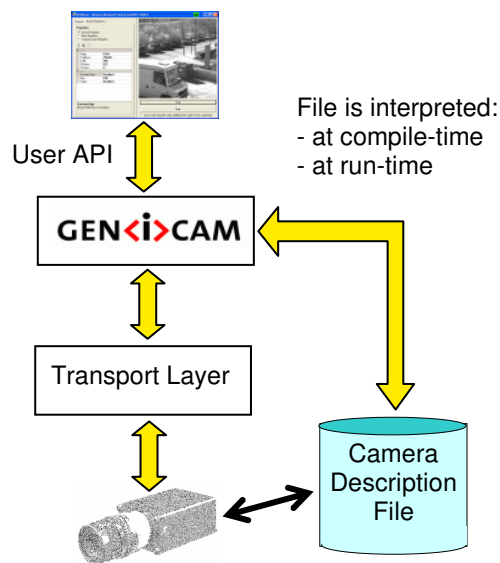 File is interpreted:
- at compile-time
- at run-time
User API
GEN<i>CAM
Transport Layer
Camera
Description
File